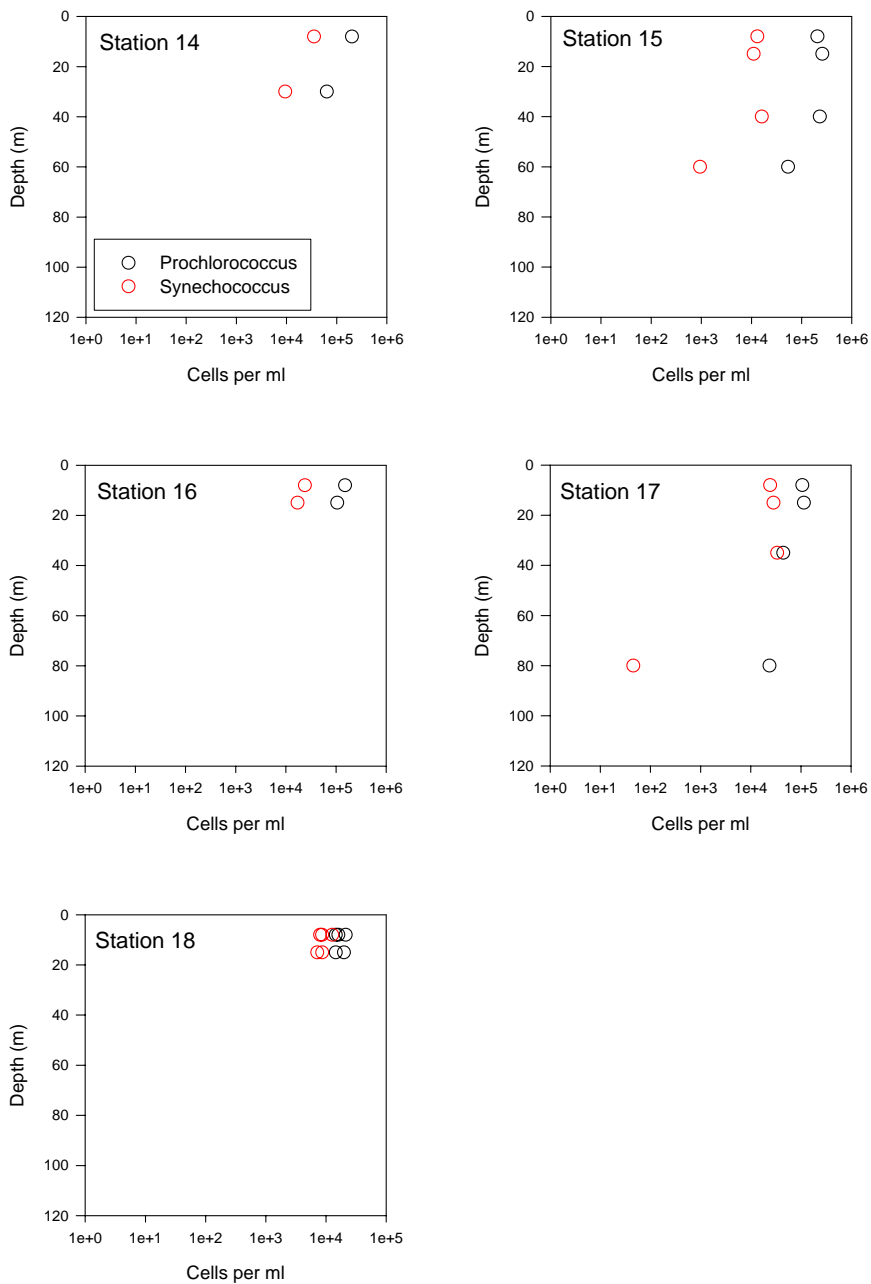 Station 14
0
20
40
60
80
100
120
Depth (m)
Prochlorococcus
Synechococcus
1e+0 1e+1 1e+2 1e+3 1e+4 1e+5 1e+6
Cells per ml
Station 15
0
20
40
60
80
100
120
Depth (m)
1e+0 1e+1 1e+2 1e+3 1e+4 1e+5 1e+6
Cells per ml
Station 16
0
20
40
60
80
100
120
Depth (m)
1e+0 1e+1 1e+2 1e+3 1e+4 1e+5 1e+6
Cells per ml
Station 17
0
20
40
60
80
100
120
Depth (m)
1e+0 1e+1 1e+2 1e+3 1e+4 1e+5 1e+6
Cells per ml
Station 18
0
20
40
60
80
100
120
Depth (m)
1e+0 1e+1 1e+2 1e+3 1e+4 1e+5
Cells per ml